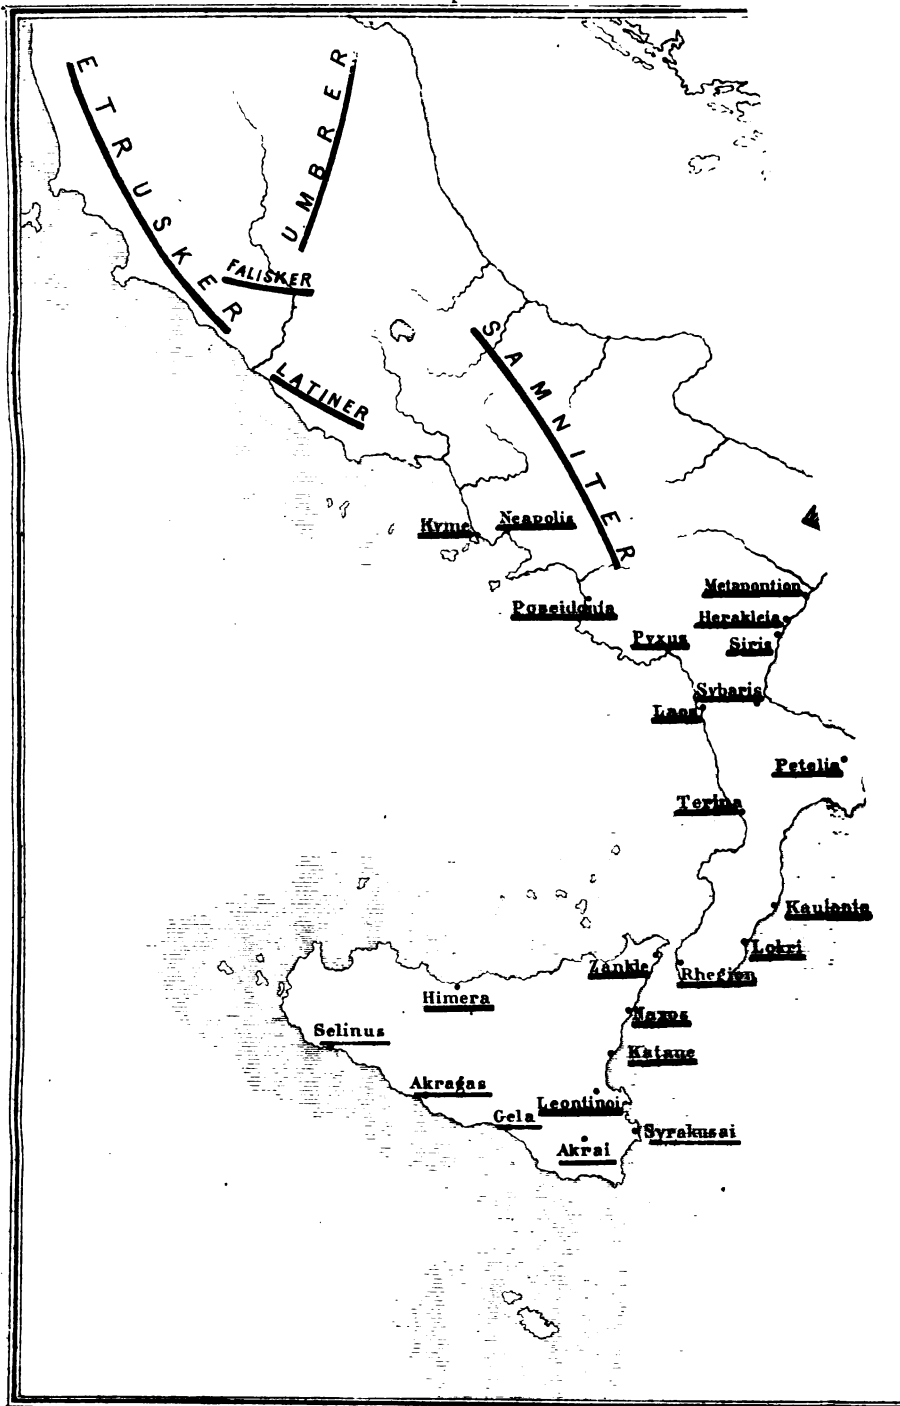 ETRUSKER
UMBRER
FALISKER
LATINER
SAMNITER
Kyme
Neapolis
Metapontion
Poseidonia
Herakleia
Pyxus
Siris
Sybaris
Laos
Petelia
Terina
Kaulonia
Lokri
Zankle
Rhegion
Himera
Naxos
Selinus
Katane
Akragas
Leontinoi
Gela
Syrakusai
Akrai